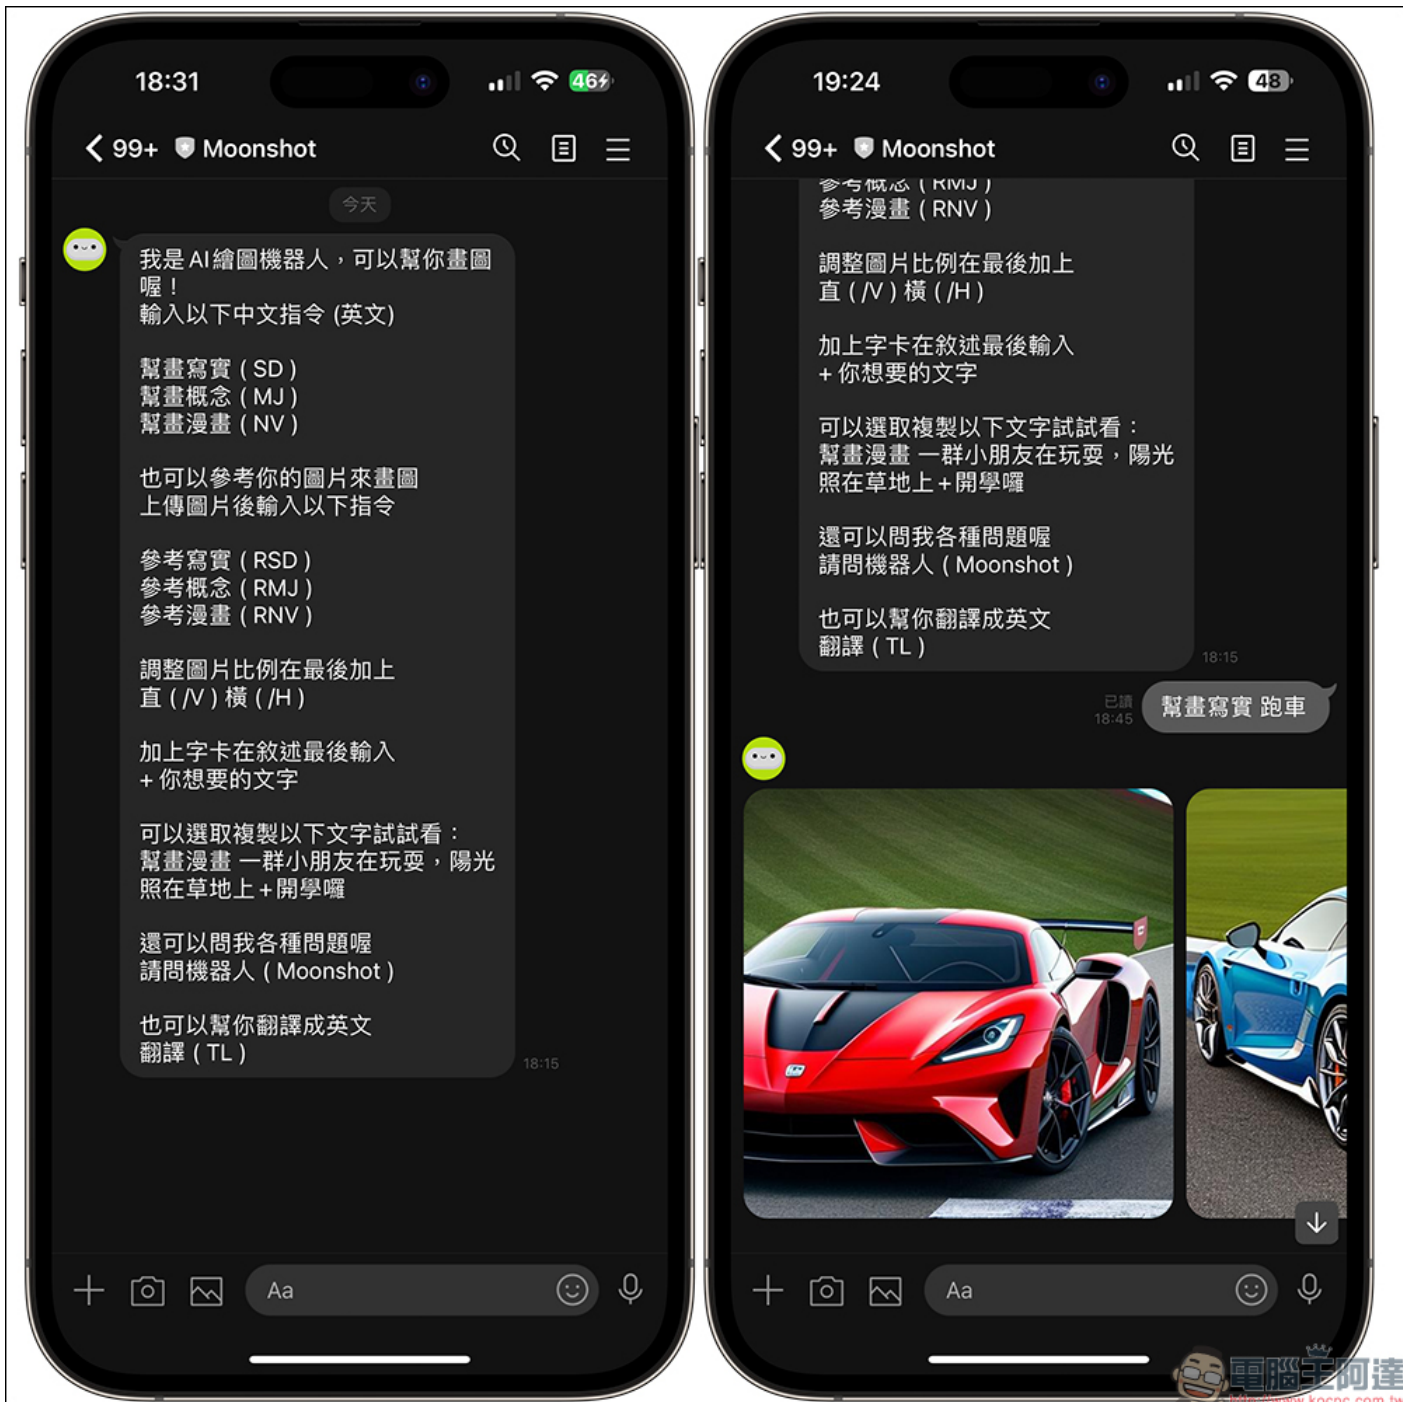 18:31
46
99+ Moonshot
今天
我是AI繪圖機器人，可以幫你畫圖
喔！
輸入以下中文指令 (英文)
幫畫寫實 ( SD )
幫畫概念 ( MJ )
幫畫漫畫 ( NV )
也可以參考你的圖片來畫圖
上傳圖片後輸入以下指令
參考寫實 ( RSD )
參考概念 ( RMJ )
參考漫畫 ( RNV )
調整圖片比例在最後加上
直 ( /V ) 橫 ( /H )
加上字卡在敘述最後輸入
+ 你想要的文字
可以選取複製以下文字試試看：
幫畫漫畫 一群小朋友在玩耍，陽光
照在草地上+開學囉
還可以問我各種問題喔
請問機器人 ( Moonshot )
也可以幫你翻譯成英文
翻譯 ( TL )
18:15
Aa
19:24
48
99+ Moonshot
參考概念 ( RMJ )
參考漫畫 ( RNV )
調整圖片比例在最後加上
直 ( /V ) 橫 ( /H )
加上字卡在敘述最後輸入
+ 你想要的文字
可以選取複製以下文字試試看：
幫畫漫畫 一群小朋友在玩耍，陽光
照在草地上+開學囉
還可以問我各種問題喔
請問機器人 ( Moonshot )
也可以幫你翻譯成英文
翻譯 ( TL )
18:15
已讀
18:45
幫畫寫實 跑車
Aa
電腦王阿達
http://www.kocpc.com.tw